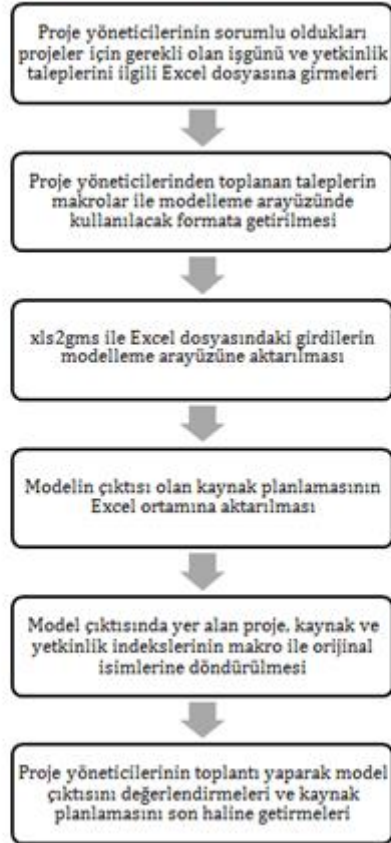 Proje yöneticilerinin sorumlu oldukları
projeler için gerekli olan işgünü ve yetkinlik
taleplerini ilgili Excel dosyasına girmeleri
Proje yöneticilerinden toplanan taleplerin
makrolar ile modelleme arayüzünde
kullanılacak formata getirilmesi
xls2gms ile Excel dosyasındaki girdilerin
modelleme arayüzüne aktarılması
Modelin çıktısı olan kaynak planlamasının
Excel ortamına aktarılması
Model çıktısında yer alan proje, kaynak ve
yetkinlik indekslerinin makro ile orijinal
isimlerine döndürülmesi
Proje yöneticilerinin toplantı yaparak model
çıktısını değerlendirmeleri ve kaynak
planlamasını son haline getirmeleri